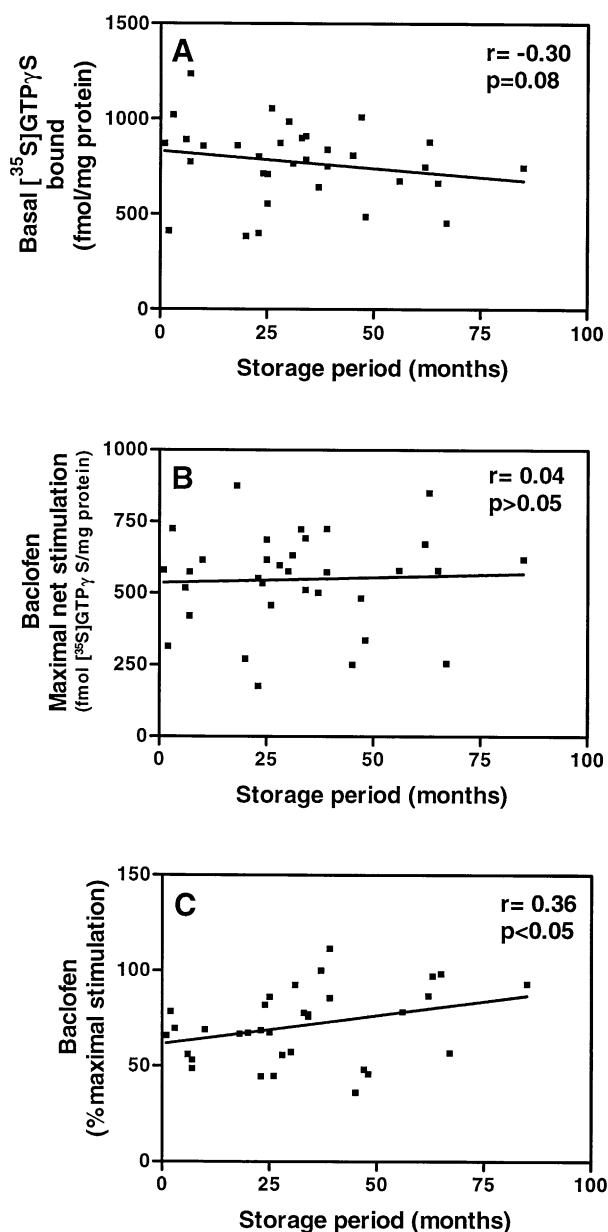 A
r= -0.30
p=0.08
Basal [³⁵S]GTPγS
bound
(fmol/mg protein)
1500
1000
500
0
0 25 50 75 100
Storage period (months)
B
r= 0.04
p>0.05
Baclofen
Maximal net stimulation
(fmol [³⁵S]GTPγ S/mg protein)
1000
750
500
250
0
0 25 50 75 100
Storage period (months)
C
r= 0.36
p<0.05
Baclofen
(%maximal stimulation)
150
100
50
0
0 25 50 75 100
Storage period (months)